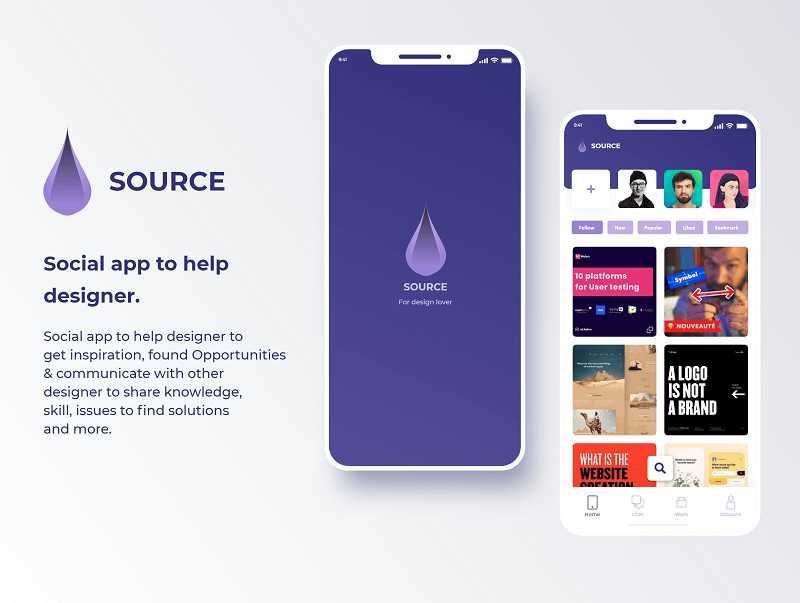 SOURCE
Social app to help
designer.
Social app to help designer to
get inspiration, found Opportunities
& communicate with other
designer to share knowledge,
skill, issues to find solutions
and more.
9:41
SOURCE
For design lover
9:41
SOURCE
+
Follow
New
Popular
Liked
Bookmark
10 platforms
for User testing
Symbol
NOUVEAUTÉ
A LOGO
IS NOT
A BRAND
WHAT IS THE
WEBSITE
CREATION
Home
Chat
Work
Account